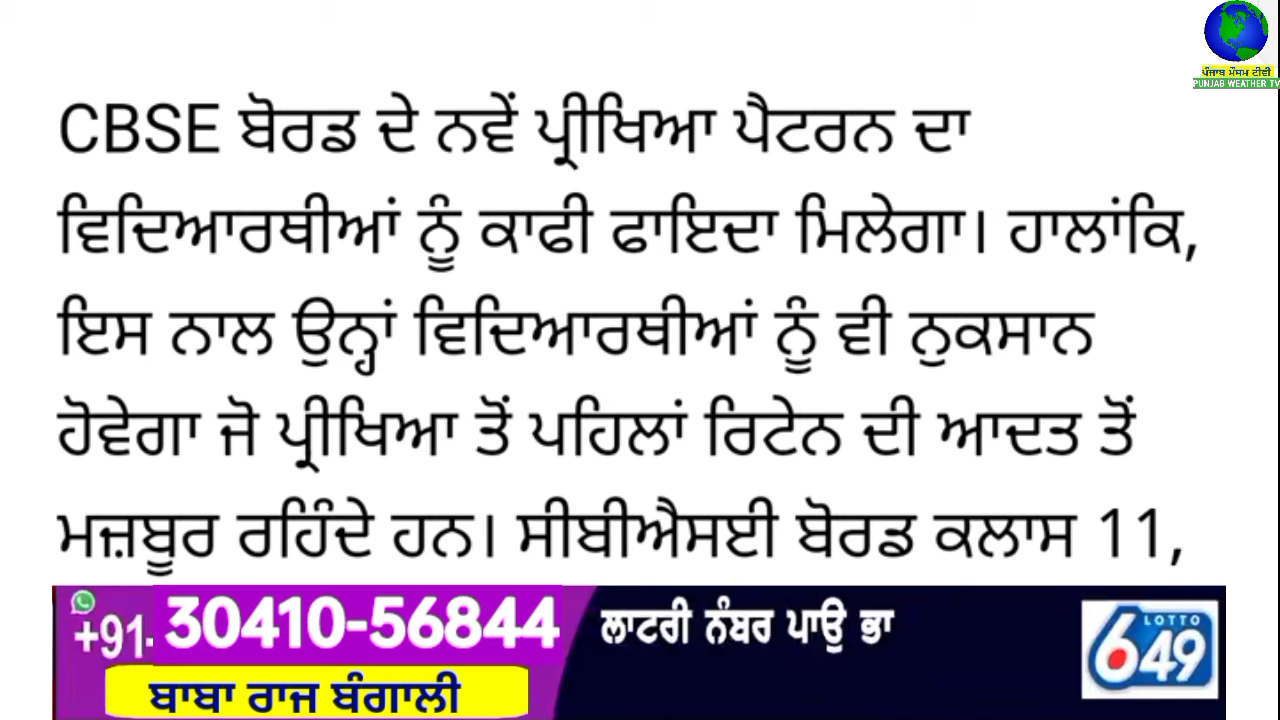 ਪੰਜਾਬ ਮੌਸਮ ਟੀਵੀ
PUNJAB WEATHER TV
CBSE ਬੋਰਡ ਦੇ ਨਵੇਂ ਪ੍ਰੀਖਿਆ ਪੈਟਰਨ ਦਾ
ਵਿਦਿਆਰਥੀਆਂ ਨੂੰ ਕਾਫੀ ਫਾਇਦਾ ਮਿਲੇਗਾ। ਹਾਲਾਂਕਿ,
ਇਸ ਨਾਲ ਉਨ੍ਹਾਂ ਵਿਦਿਆਰਥੀਆਂ ਨੂੰ ਵੀ ਨੁਕਸਾਨ
ਹੋਵੇਗਾ ਜੋ ਪ੍ਰੀਖਿਆ ਤੋਂ ਪਹਿਲਾਂ ਰਿਟੇਨ ਦੀ ਆਦਤ ਤੋਂ
ਮਜ਼ਬੂਰ ਰਹਿੰਦੇ ਹਨ। ਸੀਬੀਐਸਈ ਬੋਰਡ ਕਲਾਸ 11,
+91-30410-56844
ਲਾਟਰੀ ਨੰਬਰ ਪਾਉ ਭਾ
LOTTO
649
ਬਾਬਾ ਰਾਜ ਬੰਗਾਲੀ